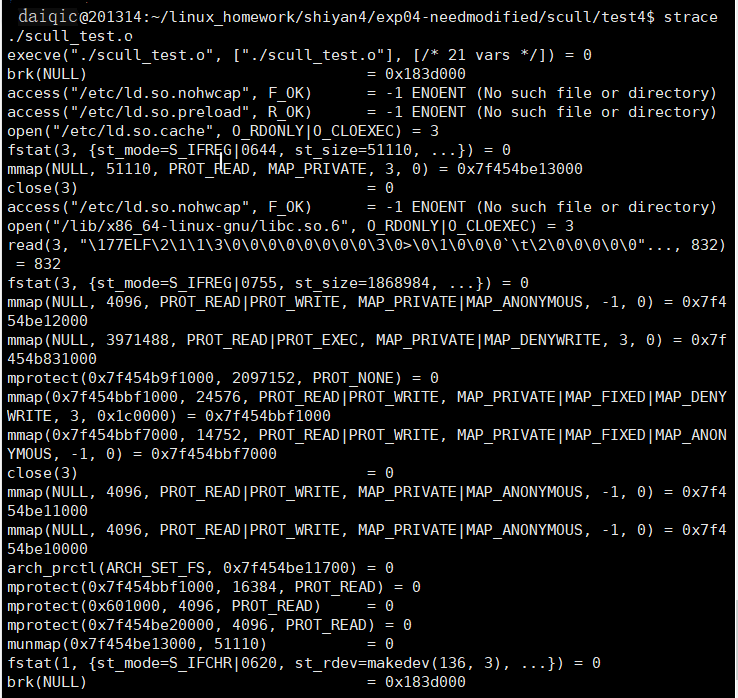 daiqic@201314:~/linux_homework/shiyan4/exp04-needmodified/scull/test4$ strace
./scull_test.o
execve("./scull_test.o", ["./scull_test.o"], [/* 21 vars */]) = 0
brk(NULL)                               = 0x183d000
access("/etc/ld.so.nohwcap", F_OK)      = -1 ENOENT (No such file or directory)
access("/etc/ld.so.preload", R_OK)      = -1 ENOENT (No such file or directory)
open("/etc/ld.so.cache", O_RDONLY|O_CLOEXEC) = 3
fstat(3, {st_mode=S_IFREG|0644, st_size=51110, ...}) = 0
mmap(NULL, 51110, PROT_READ, MAP_PRIVATE, 3, 0) = 0x7f454be13000
close(3)                                = 0
access("/etc/ld.so.nohwcap", F_OK)      = -1 ENOENT (No such file or directory)
open("/lib/x86_64-linux-gnu/libc.so.6", O_RDONLY|O_CLOEXEC) = 3
read(3, "\177ELF\2\1\1\3\0\0\0\0\0\0\0\0\3\0>\0\1\0\0\0`\t\2\0\0\0\0\0"..., 832)
 = 832
fstat(3, {st_mode=S_IFREG|0755, st_size=1868984, ...}) = 0
mmap(NULL, 4096, PROT_READ|PROT_WRITE, MAP_PRIVATE|MAP_ANONYMOUS, -1, 0) = 0x7f4
54be12000
mmap(NULL, 3971488, PROT_READ|PROT_EXEC, MAP_PRIVATE|MAP_DENYWRITE, 3, 0) = 0x7f
454b831000
mprotect(0x7f454b9f1000, 2097152, PROT_NONE) = 0
mmap(0x7f454bbf1000, 24576, PROT_READ|PROT_WRITE, MAP_PRIVATE|MAP_FIXED|MAP_DENY
WRITE, 3, 0x1c0000) = 0x7f454bbf1000
mmap(0x7f454bbf7000, 14752, PROT_READ|PROT_WRITE, MAP_PRIVATE|MAP_FIXED|MAP_ANON
YMOUS, -1, 0) = 0x7f454bbf7000
close(3)                                = 0
mmap(NULL, 4096, PROT_READ|PROT_WRITE, MAP_PRIVATE|MAP_ANONYMOUS, -1, 0) = 0x7f4
54be11000
mmap(NULL, 4096, PROT_READ|PROT_WRITE, MAP_PRIVATE|MAP_ANONYMOUS, -1, 0) = 0x7f4
54be10000
arch_prctl(ARCH_SET_FS, 0x7f454be11700) = 0
mprotect(0x7f454bbf1000, 16384, PROT_READ) = 0
mprotect(0x601000, 4096, PROT_READ)     = 0
mprotect(0x7f454be20000, 4096, PROT_READ) = 0
munmap(0x7f454be13000, 51110)           = 0
fstat(1, {st_mode=S_IFCHR|0620, st_rdev=makedev(136, 3), ...}) = 0
brk(NULL)                               = 0x183d000